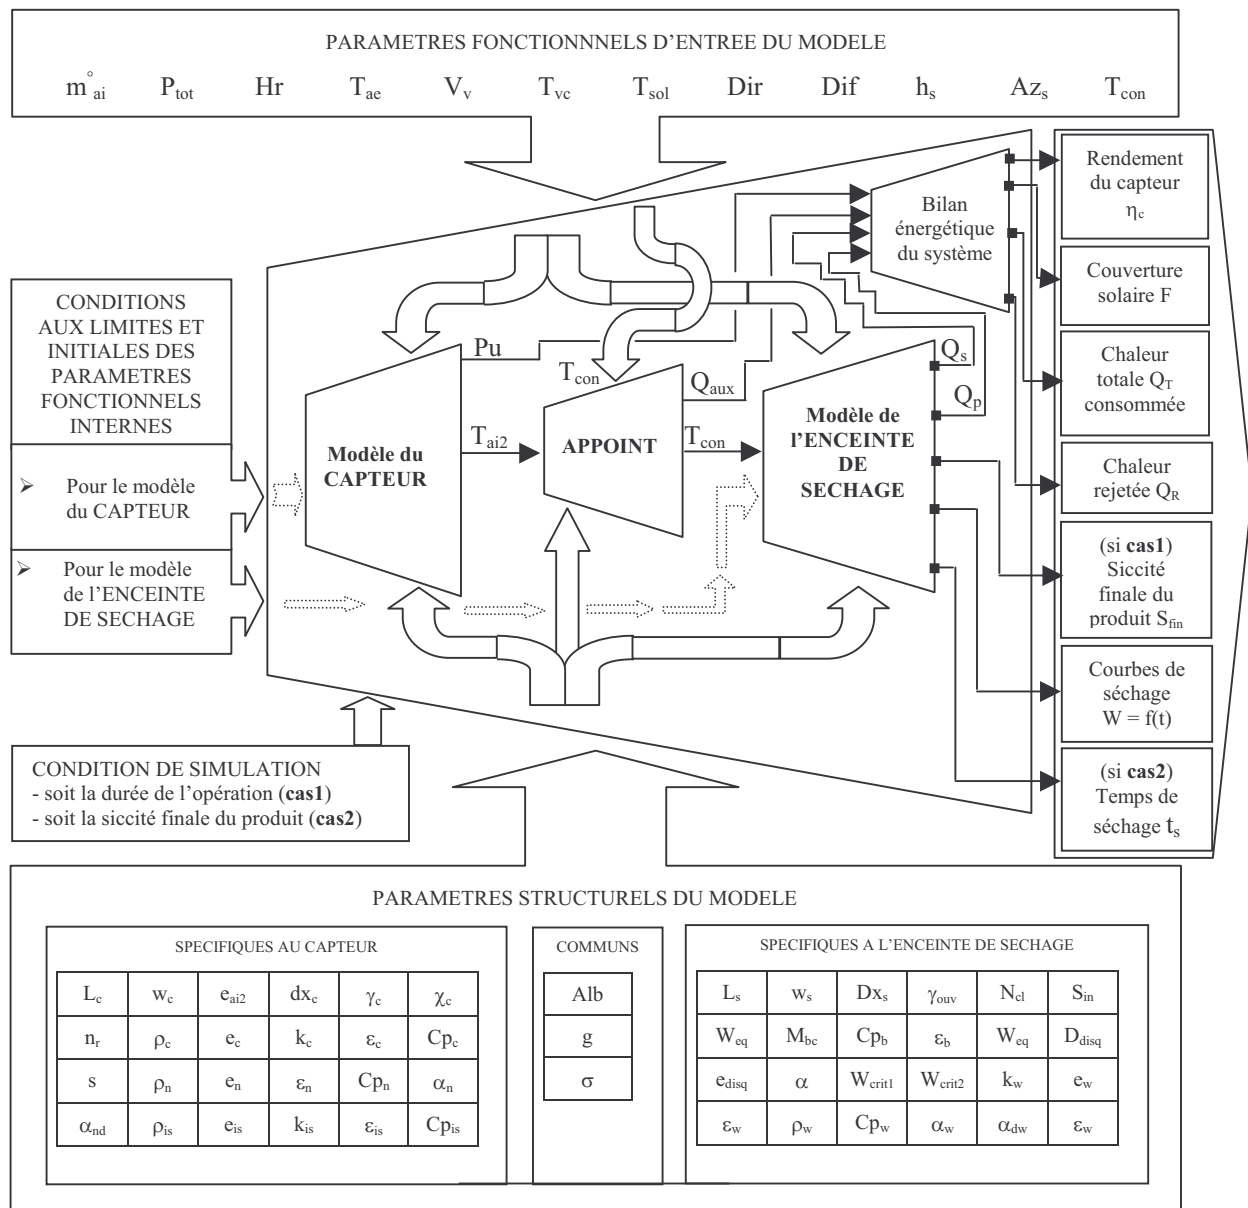 PARAMETRES FONCTIONNNELS D'ENTREE DU MODELE
m°ai Ptot Hr Tae Vv Tvc Tsol Dir Dif hs Azs Tcon
CONDITIONS
AUX LIMITES ET
INITIALES DES
PARAMETRES
FONCTIONNELS
INTERNES
➢ Pour le modèle
du CAPTEUR
➢ Pour le modèle
de l'ENCEINTE
DE SECHAGE
Modèle du
CAPTEUR
Pu
Tai2
Tcon
APPOINT
Qaux
Tcon
Modèle de
l'ENCEINTE
DE
SECHAGE
Qs
Qp
Bilan
énergétique
du système
Rendement
du capteur
ηc
Couverture
solaire F
Chaleur
totale QT
consommée
Chaleur
rejetée QR
(si cas1)
Siccité
finale du
produit Sfin
Courbes de
séchage
W = f(t)
(si cas2)
Temps de
séchage ts
CONDITION DE SIMULATION
- soit la durée de l'opération (cas1)
- soit la siccité finale du produit (cas2)
PARAMETRES STRUCTURELS DU MODELE
SPECIFIQUES AU CAPTEUR
Lc wc eai2 dxc γc χc
nr ρc ec kc εc Cpc
s ρn en εn Cpn αn
αnd ρis eis kis εis Cpis
COMMUNS
Alb
g
σ
SPECIFIQUES A L'ENCEINTE DE SECHAGE
Ls ws Dxs γouv Ncl Sin
Weq Mbc Cpb εb Weq Ddisq
edisq α Wcrit1 Wcrit2 kw ew
εw ρw Cpw αw αdw εw